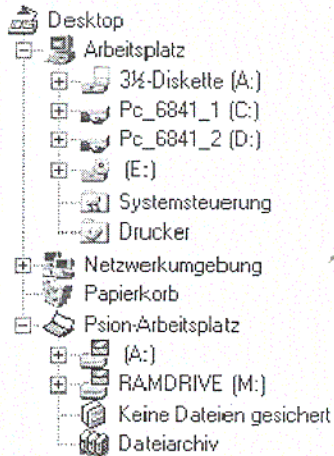 Desktop
Arbeitsplatz
3½-Diskette (A:)
Pc_6841_1 (C:)
Pc_6841_2 (D:)
(E:)
Systemsteuerung
Drucker
Netzwerkumgebung
Papierkorb
Psion-Arbeitsplatz
(A:)
RAMDRIVE (M:)
Keine Dateien gesichert
Dateiarchiv